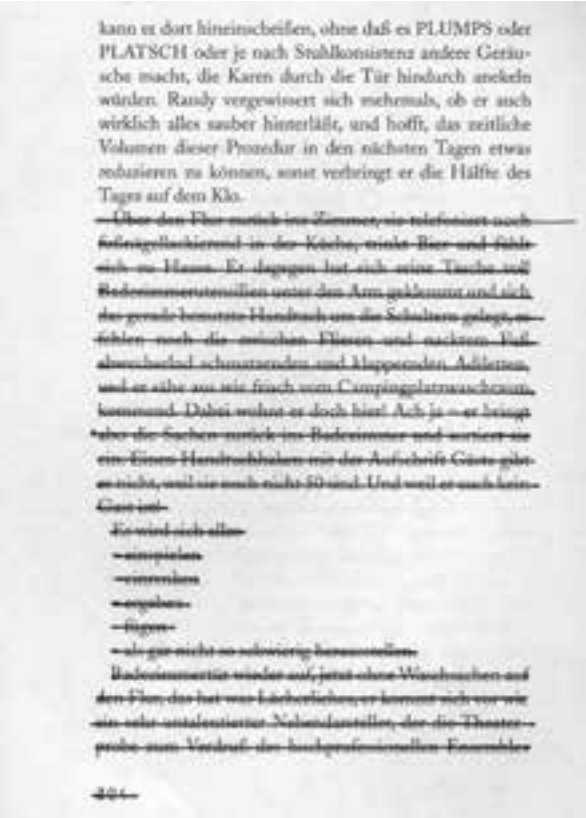 kann er dort hineinscheißen, ohne daß es PLUMPS oder
PLATSCH oder je nach Stuhlkonsistenz andere Geräu-
sche macht, die Karen durch die Tür hindurch anekeln
würden. Randy vergewissert sich mehrmals, ob er auch
wirklich alles sauber hinterläßt, und hofft, das zeitliche
Volumen dieser Prozedur in den nächsten Tagen etwas
reduzieren zu können, sonst verbringt er die Hälfte des
Tages auf dem Klo.
Über den Flur zurück ins Zimmer, sie telefoniert noch
fußnägellackierend in der Küche, trinkt Bier und fühlt
sich zu Hause. Er dagegen hat sich seine Tasche voll
Badezimmerutensilien unter den Arm geklemmt und sich
das gerade benutzte Handtuch um die Schultern gelegt, es
fehlen noch die zwischen Fliesen und nacktem Fuß
abwechselnd schmatzenden und klappernden Adiletten,
und er sähe aus wie frisch vom Campingplatzwaschraum
kommend. Dabei wohnt er doch hier! Ach ja – er bringt
also die Sachen zurück ins Badezimmer und sortiert sie
ein. Einen Handtuchhaken mit der Aufschrift Gäste gibt
es nicht, weil sie noch nicht 50 sind. Und weil er auch kein
Gast ist!
Es wird sich alles
– einspielen
– einrenken
– ergeben
– fügen
– als gar nicht so schwierig herausstellen.
Badezimmertür wieder auf, jetzt ohne Waschsachen auf
den Flur, das hat was Lächerliches, er kommt sich vor wie
ein sehr untalentierter Nebendarsteller, der die Theater-
probe zum Verdruß des hochprofessionellen Ensembles